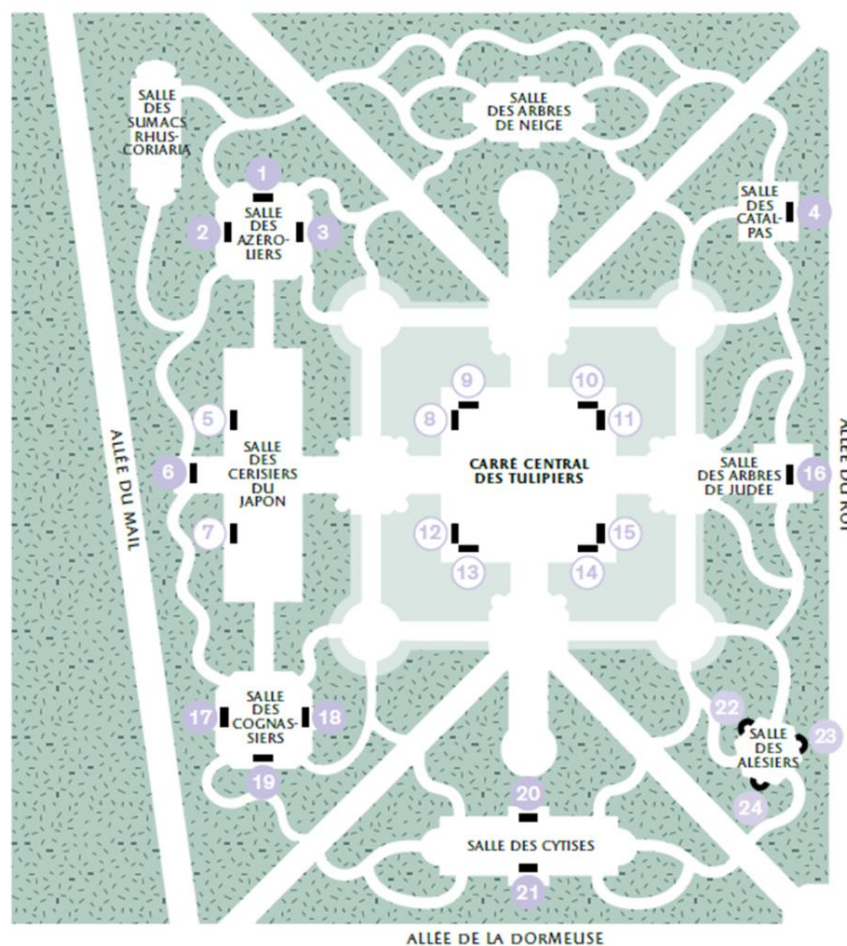 SALLE
DES
SUMACS
RHUS-
CORIARIA
SALLE
DES ARBRES
DE NEIGE
1
SALLE
DES
AZÉRO-
LIERS
2
3
SALLE
DES
CATAL-
PAS
4
9
10
8
11
5
6
SALLE
DES
CERISIERS
DU
JAPON
7
CARRÉ CENTRAL
DES TULIPIERS
SALLE
DES ARBRES
DE JUDÉE
16
ALLÉE DU MAIL
ALLÉE DU ROI
12
15
13
14
17
SALLE
DES
COGNAS-
SIERS
18
19
22
SALLE
DES
ALÉSIERS
23
24
20
SALLE DES CYTISES
21
ALLÉE DE LA DORMEUSE